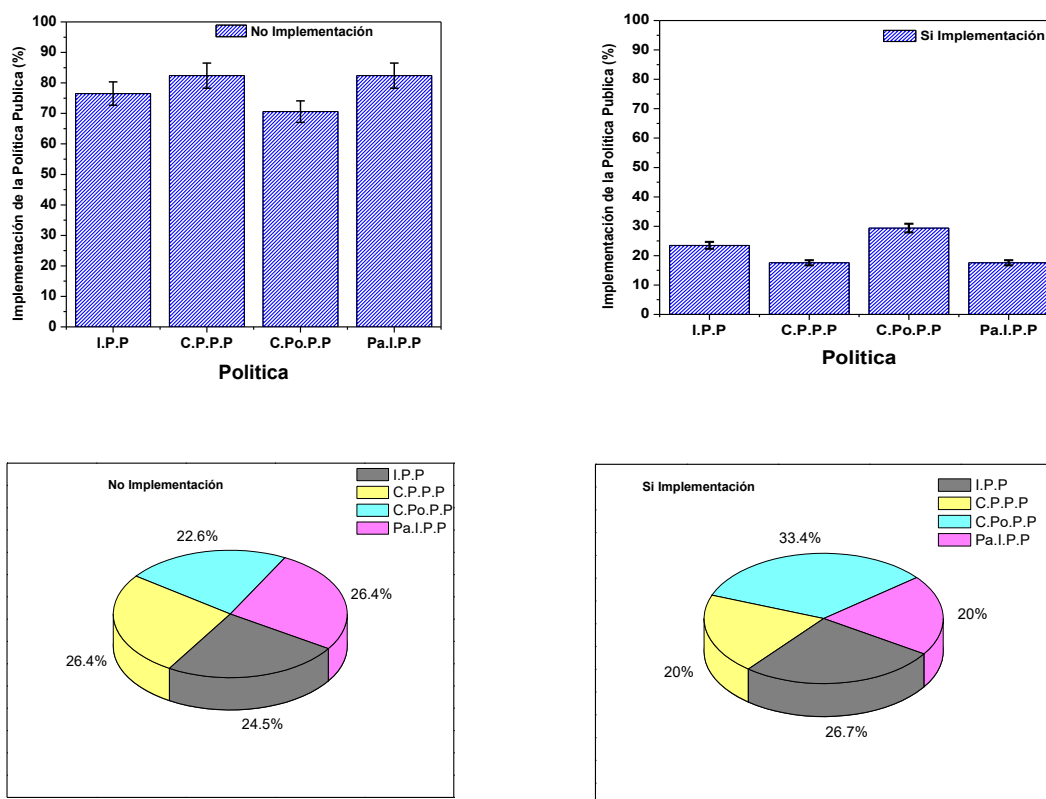 No Implementación
Implementación de la Política Publica (%)
100
90
80
70
60
50
40
30
20
10
0
I.P.P C.P.P.P C.Po.P.P Pa.I.P.P
Politica
Si Implementación
Implementación de la Política Publica (%)
100
90
80
70
60
50
40
30
20
10
0
I.P.P C.P.P.P C.Po.P.P Pa.I.P.P
Politica
No Implementación
I.P.P
C.P.P.P
C.Po.P.P
Pa.I.P.P
22.6%
26.4%
26.4%
24.5%
Si Implementación
I.P.P
C.P.P.P
C.Po.P.P
Pa.I.P.P
33.4%
20%
20%
26.7%